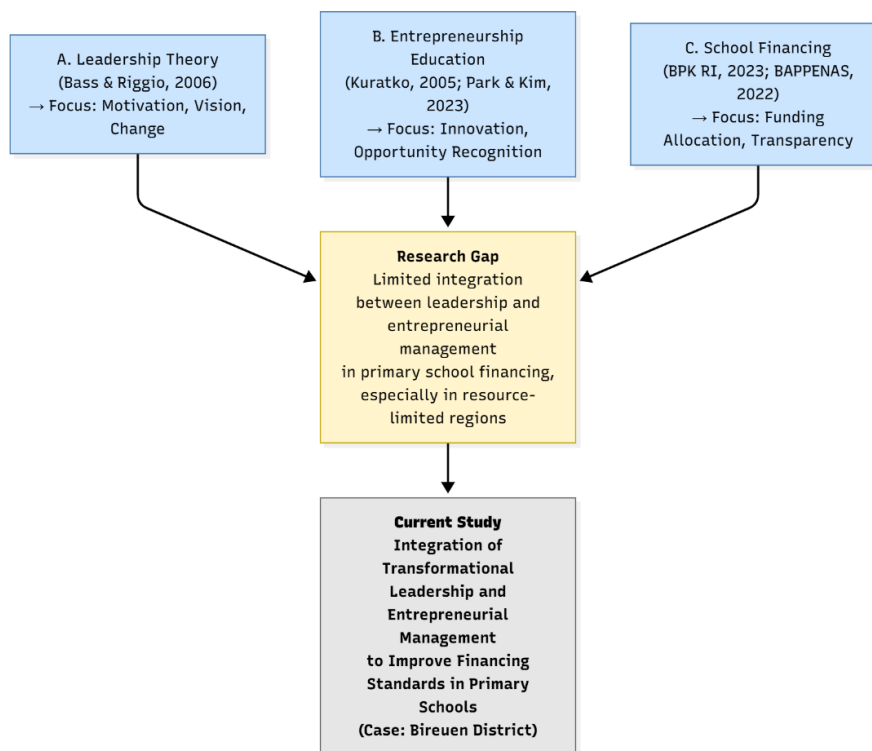 A. Leadership Theory
(Bass & Riggio, 2006)
→ Focus: Motivation, Vision,
Change
B. Entrepreneurship
Education
(Kuratko, 2005; Park & Kim,
2023)
→ Focus: Innovation,
Opportunity Recognition
C. School Financing
(BPK RI, 2023; BAPPENAS,
2022)
→ Focus: Funding
Allocation, Transparency
Research Gap
Limited integration
between leadership and
entrepreneurial
management
in primary school financing,
especially in resource-
limited regions
Current Study
Integration of
Transformational
Leadership and
Entrepreneurial
Management
to Improve Financing
Standards in Primary
Schools
(Case: Bireuen District)